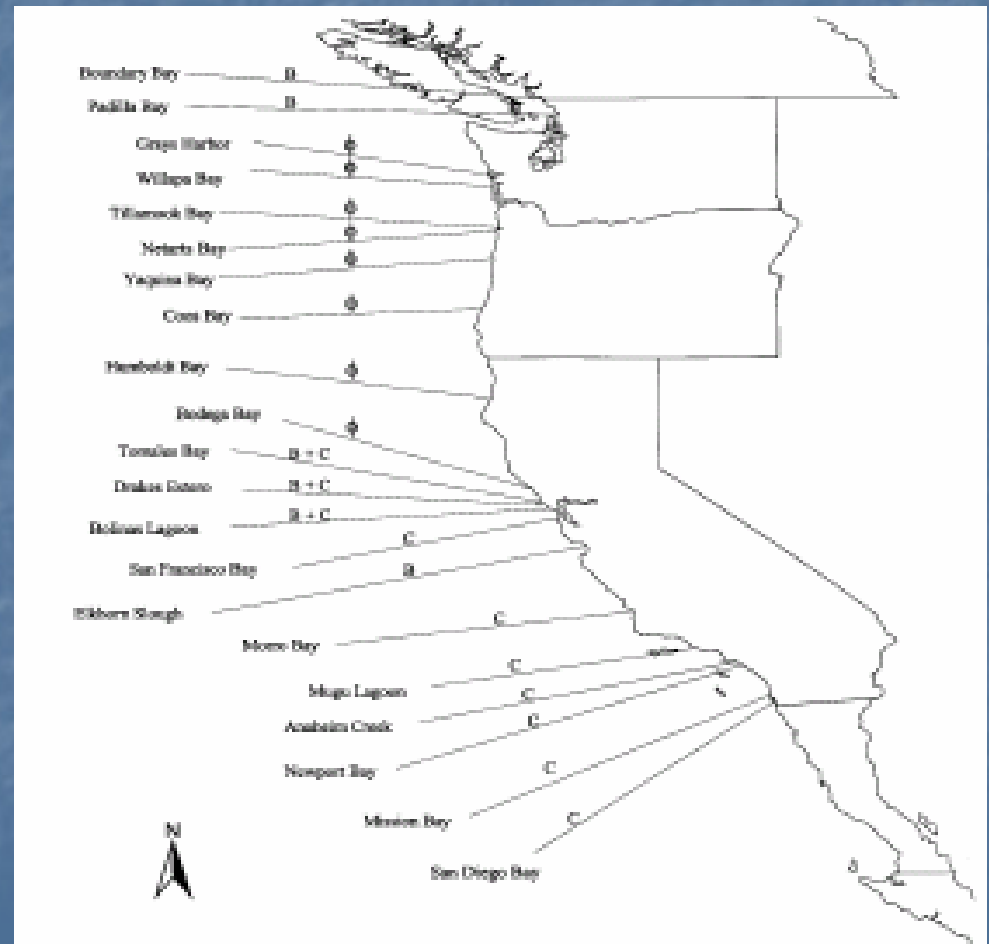 Boundary Bay B
Padilla Bay B
Grays Harbor ϕ
Willapa Bay ϕ
Tillamook Bay ϕ
Netarts Bay ϕ
Yaquina Bay ϕ
Coos Bay ϕ
Humboldt Bay ϕ
Bodega Bay ϕ
Tomales Bay B + C
Drakes Estero B + C
Bolinas Lagoon B + C
San Francisco Bay C
Elkhorn Slough B
Morro Bay C
Mugu Lagoon C
Anaheim Creek C
Newport Bay C
Mission Bay C
San Diego Bay C
N